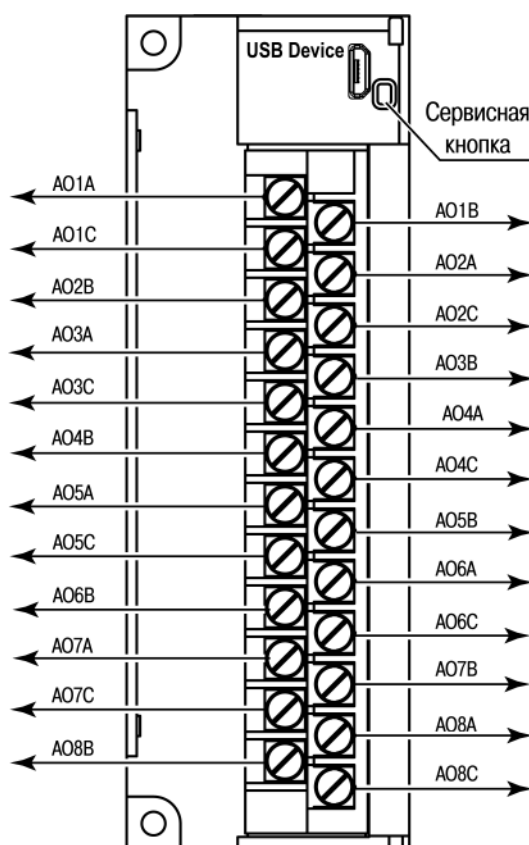 USB Device
Сервисная
кнопка
AO1A
AO1B
AO1C
AO2A
AO2B
AO2C
AO3A
AO3B
AO3C
AO4A
AO4B
AO4C
AO5A
AO5B
AO5C
AO6A
AO6B
AO6C
AO7A
AO7B
AO7C
AO8A
AO8B
AO8C